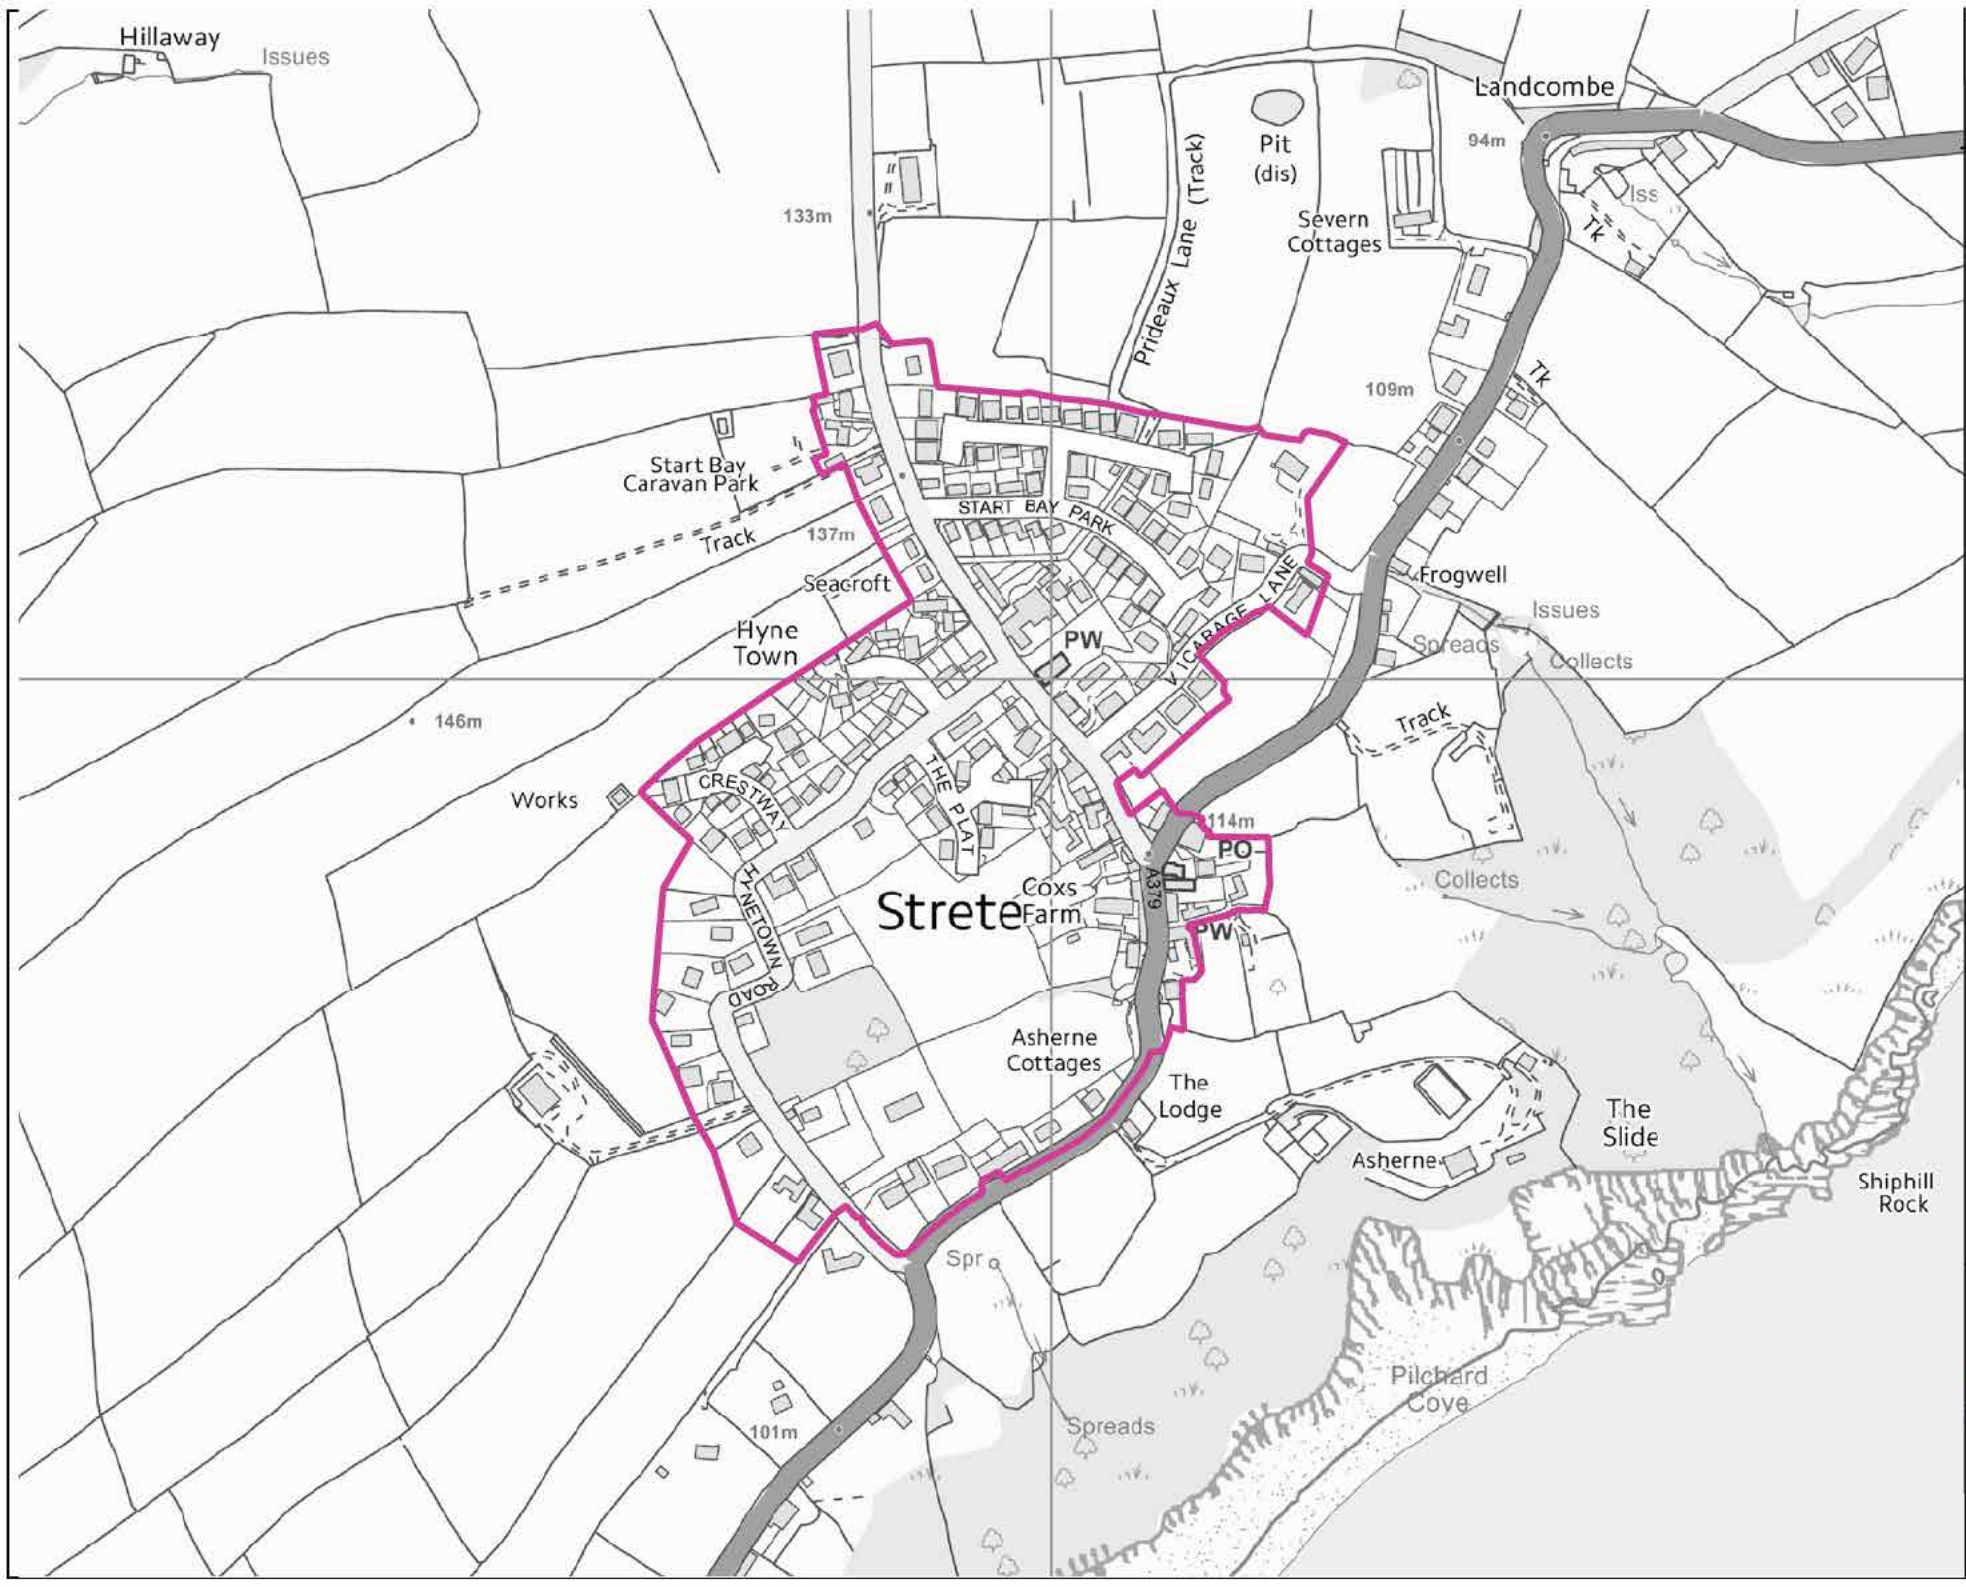 Hillaway
Issues
Landcombe
94m
Pit
(dis)
Prideaux Lane (Track)
Iss
Tk
133m
Severn
Cottages
Tk
109m
Start Bay
Caravan Park
START BAY PARK
Track
137m
Seacroft
VICARAGE LANE
Frogwell
Issues
Spreads
Collects
Hyne
Town
PW
146m
Track
Works
CRESTWAY
THE PLAT
114m
PO
Collects
HYNETOWN ROAD
Strete
Coxs
Farm
A379
PW
Asherne
Cottages
The
Lodge
The
Slide
Asherne
Shiphill
Rock
Spr
Pilchard
Cove
Spreads
101m